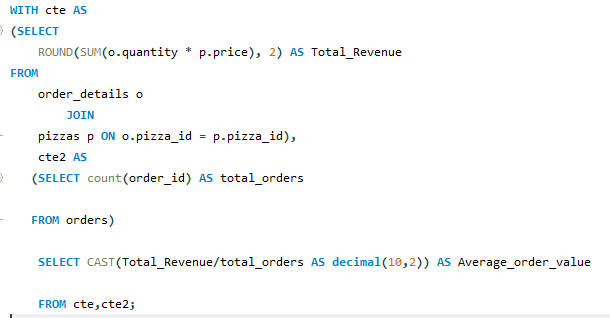 WITH cte AS
(SELECT
ROUND(SUM(o.quantity * p.price), 2) AS Total_Revenue
FROM
order_details o
JOIN
pizzas p ON o.pizza_id = p.pizza_id),
cte2 AS
(SELECT count(order_id) AS total_orders
FROM orders)
SELECT CAST(Total_Revenue/total_orders AS decimal(10,2)) AS Average_order_value
FROM cte,cte2;